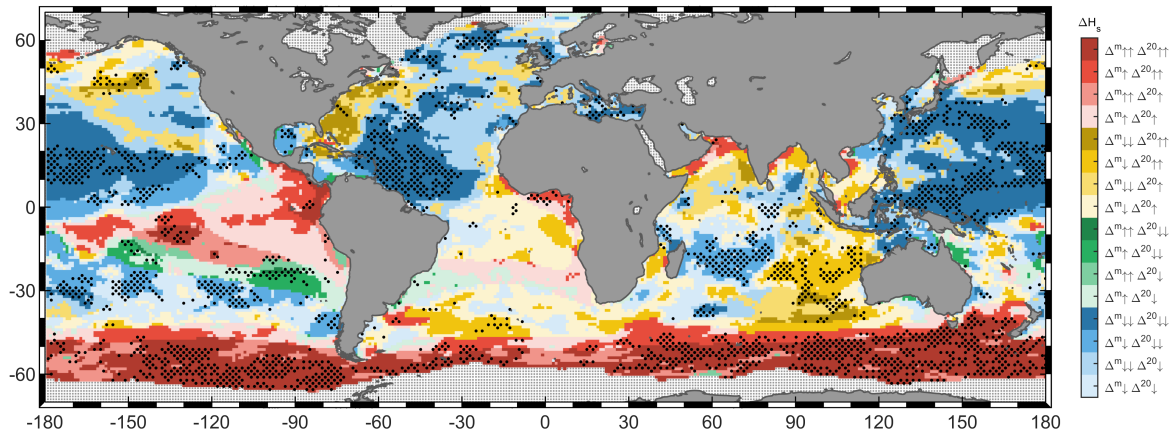 ΔHs
60
30
0
-30
-60
-180 -150 -120 -90 -60 -30 0 30 60 90 120 150 180
Δm↑↑ Δ20↑↑
Δm↑ Δ20↑↑
Δm↑↑ Δ20↑
Δm↑ Δ20↑
Δm↓↓ Δ20↑↑
Δm↓ Δ20↑↑
Δm↓↓ Δ20↑
Δm↓ Δ20↑
Δm↑↑ Δ20↓↓
Δm↑ Δ20↓↓
Δm↑↑ Δ20↓
Δm↑ Δ20↓
Δm↓↓ Δ20↓↓
Δm↓ Δ20↓↓
Δm↓↓ Δ20↓
Δm↓ Δ20↓